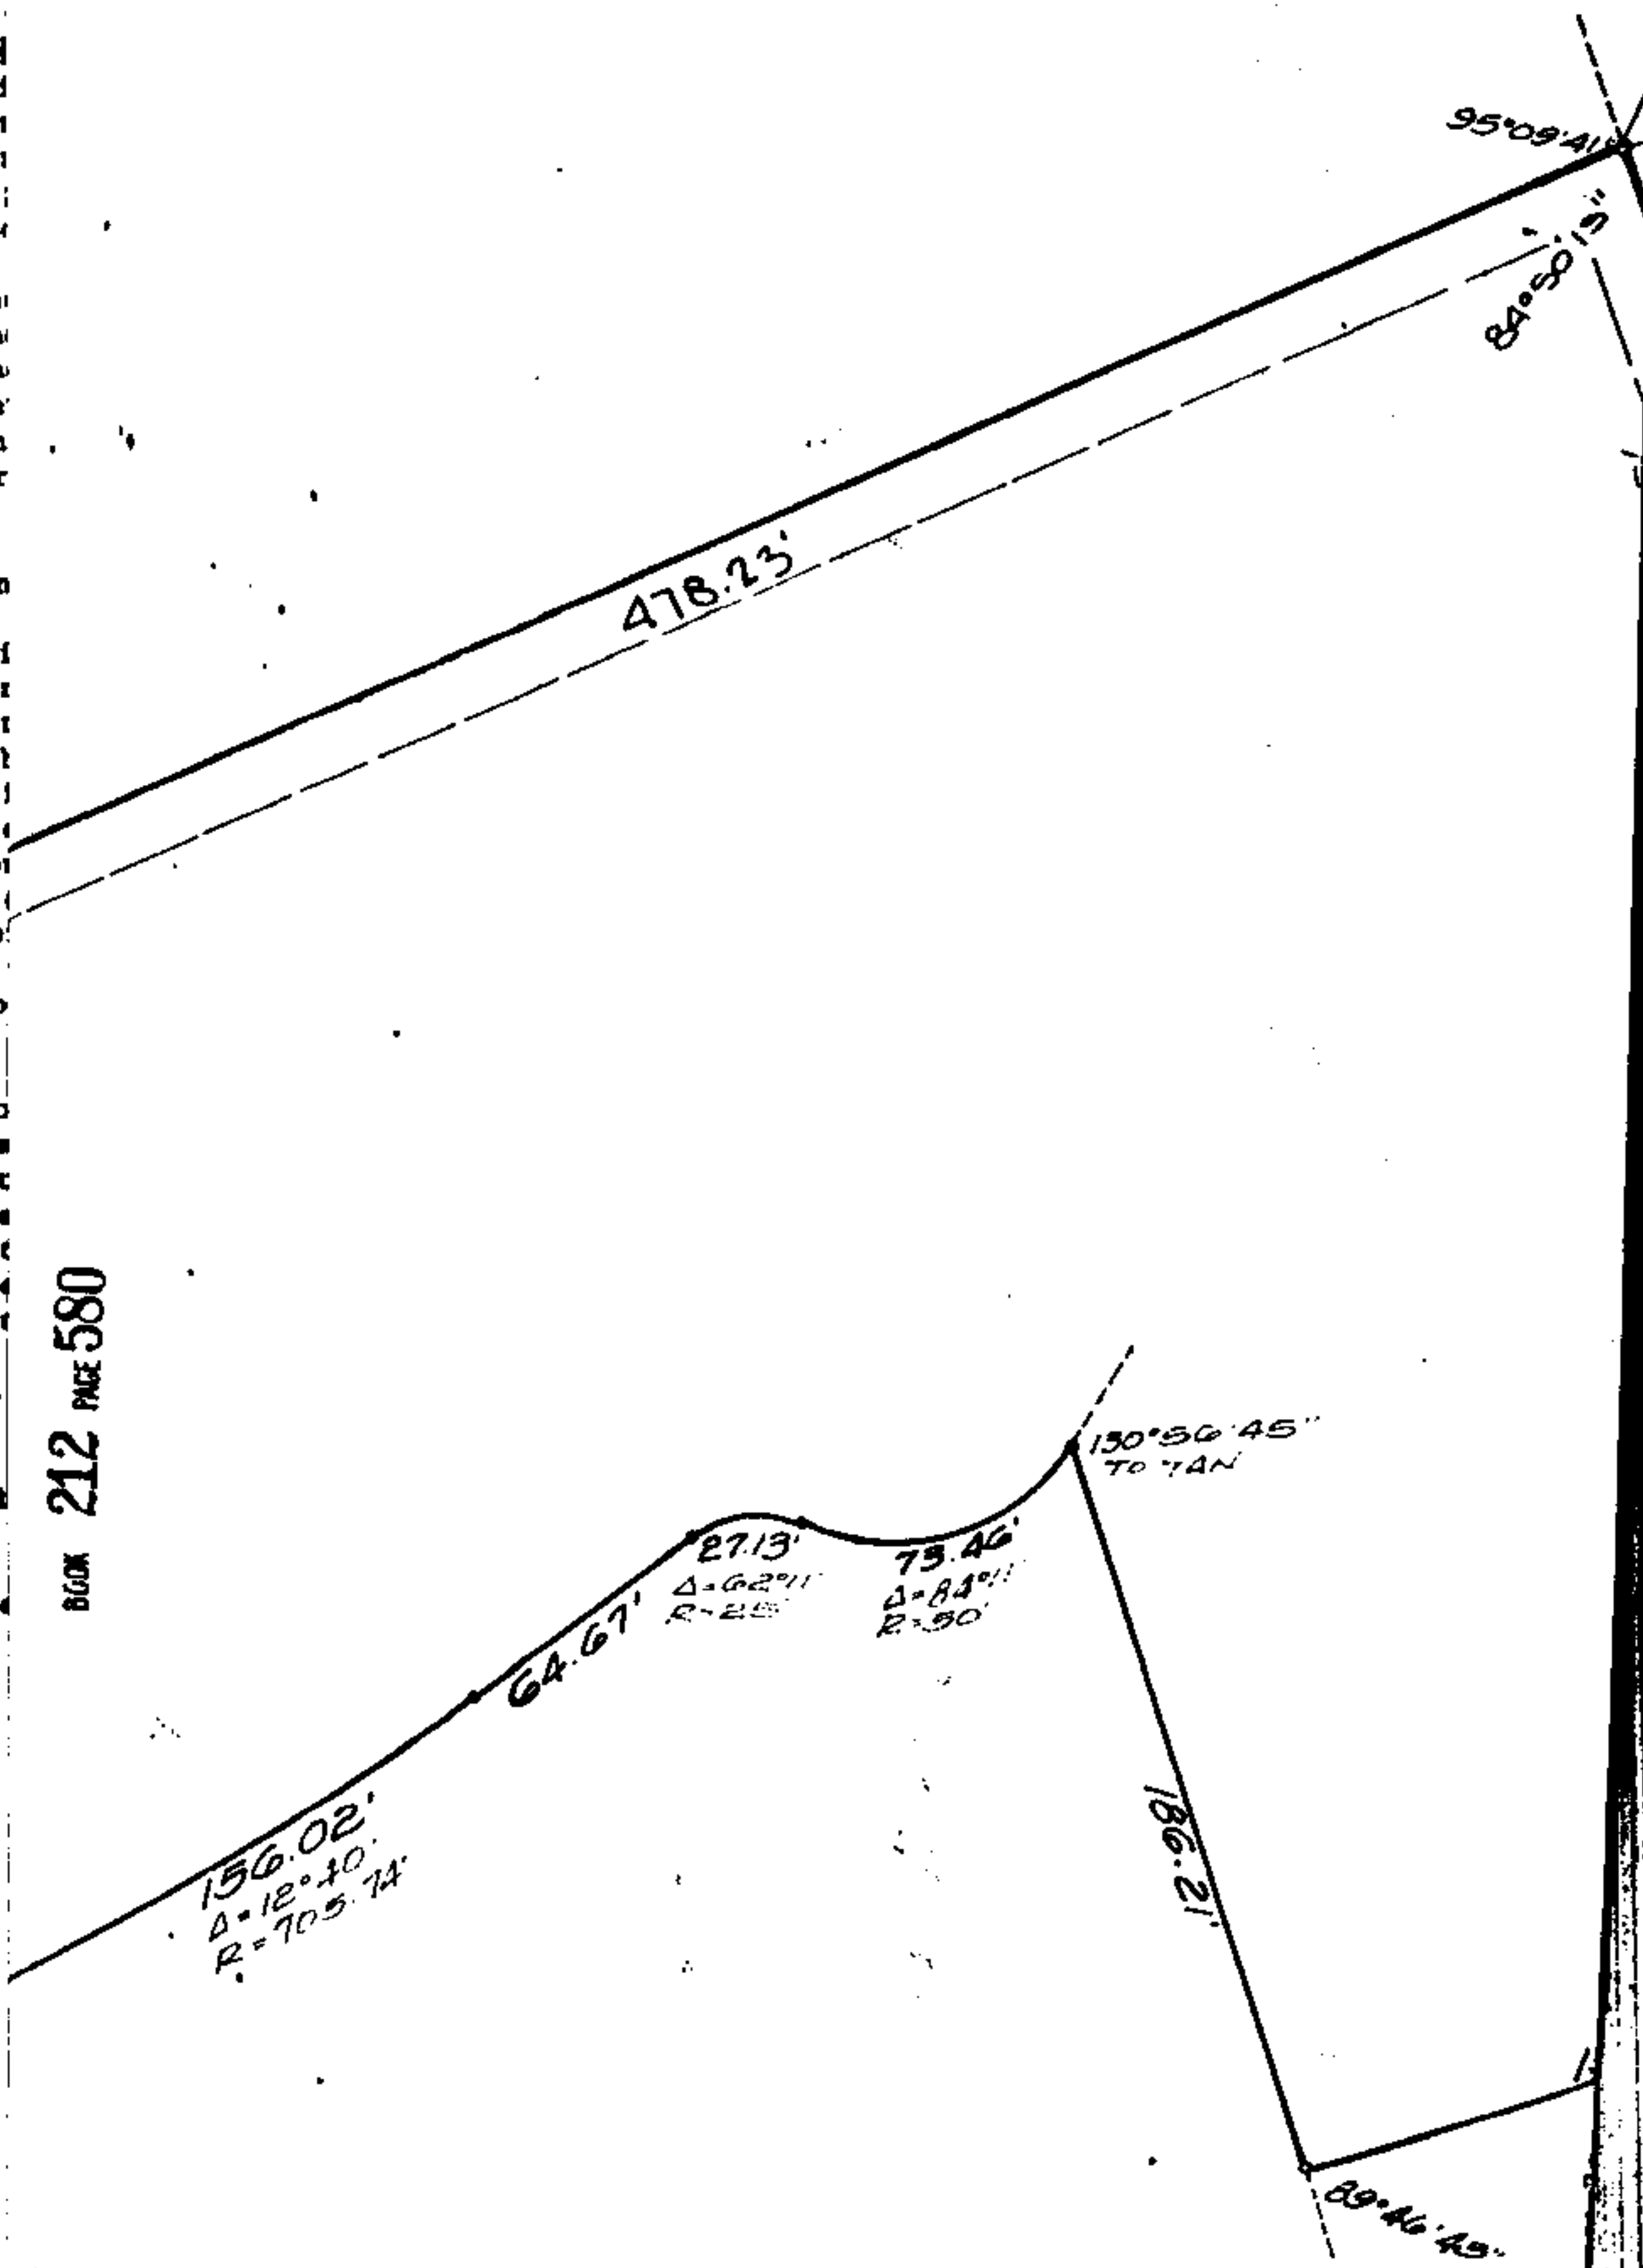 95°09'41"
84°50'19"
478.23'
BOOK 212 PAGE 580
130°56'45"
TO TAN
27.13'
Δ=62°11'
R=25'
73.46'
Δ=84°11'
R=50'
64.67'
156.02'
Δ=12°40'
R=705.74'
186.21'
89°46'45"